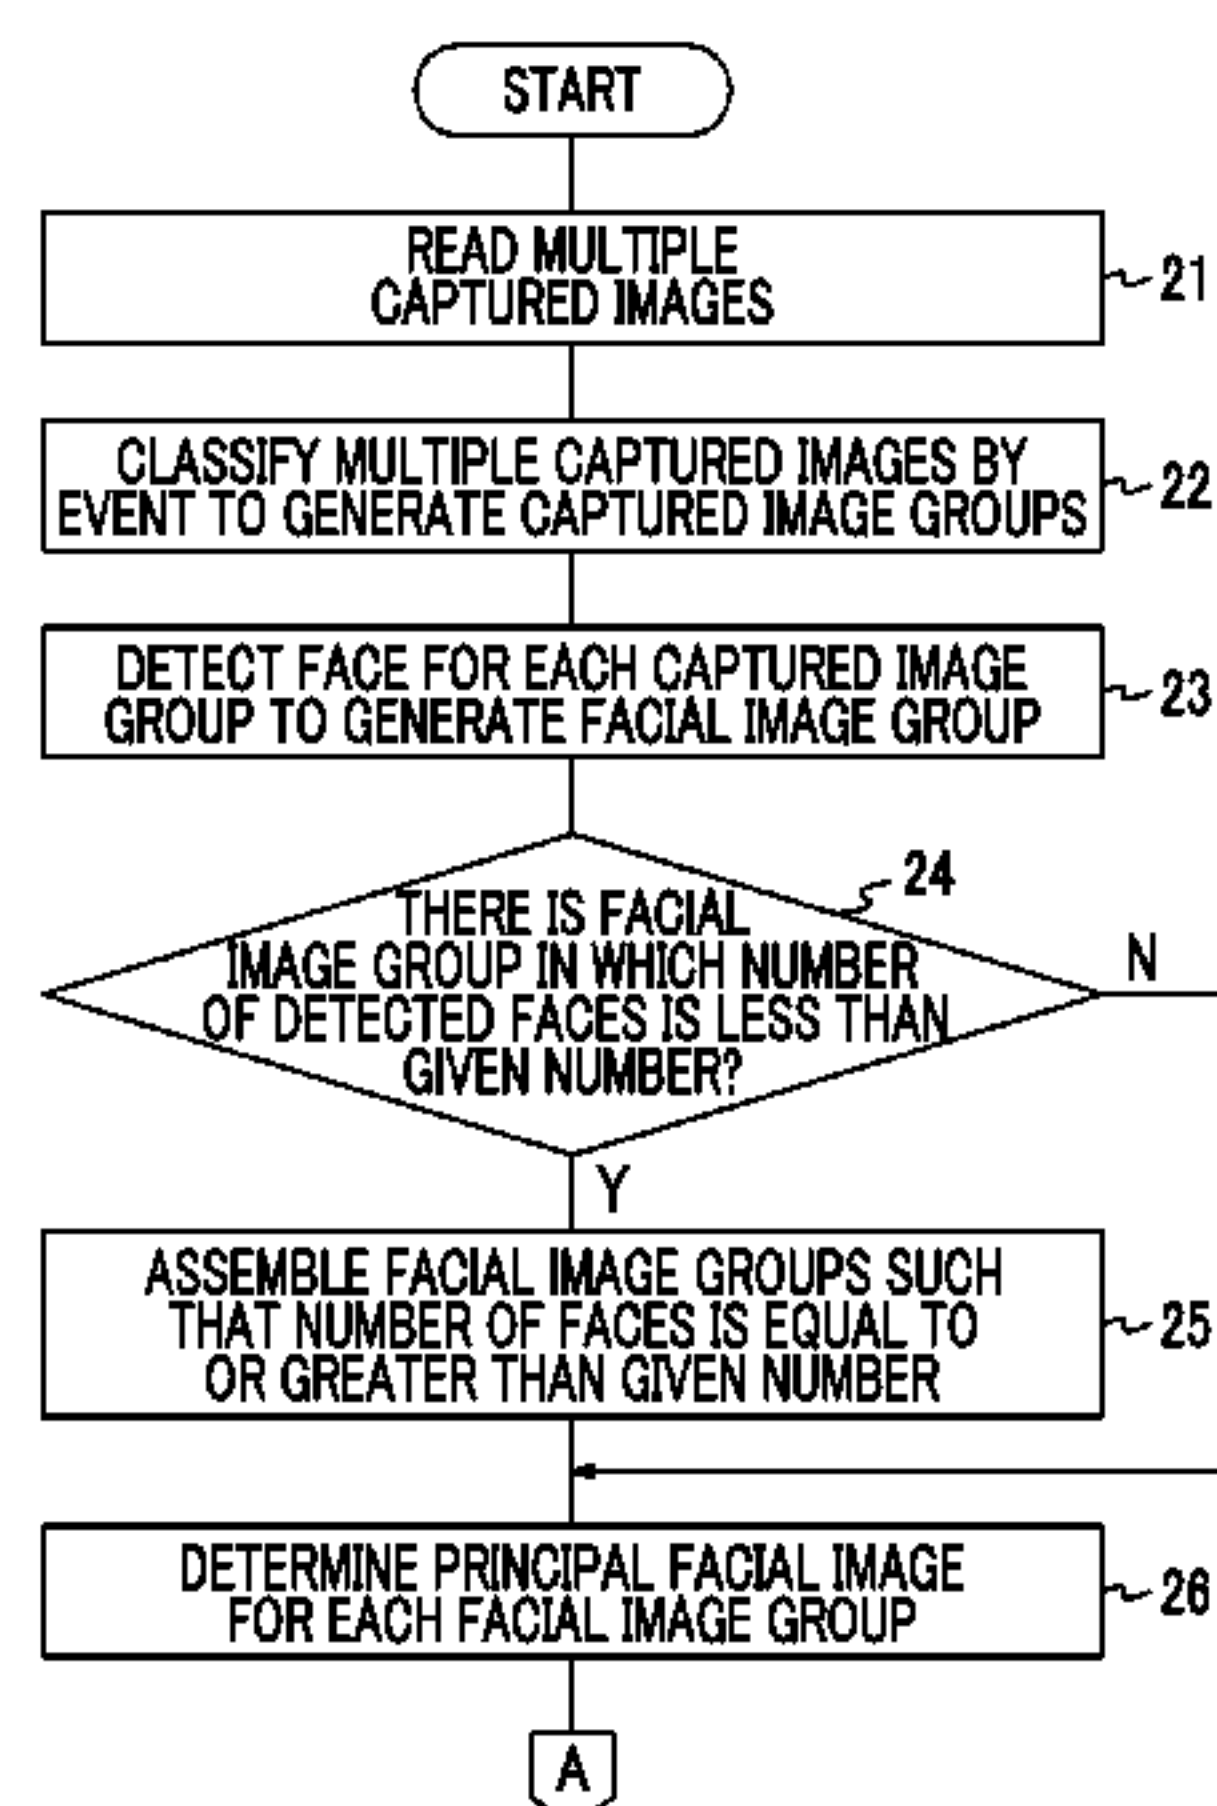 START
READ MULTIPLE
CAPTURED IMAGES
21
CLASSIFY MULTIPLE CAPTURED IMAGES BY
EVENT TO GENERATE CAPTURED IMAGE GROUPS
22
DETECT FACE FOR EACH CAPTURED IMAGE
GROUP TO GENERATE FACIAL IMAGE GROUP
23
24
THERE IS FACIAL
IMAGE GROUP IN WHICH NUMBER
OF DETECTED FACES IS LESS THAN
GIVEN NUMBER?
N
Y
ASSEMBLE FACIAL IMAGE GROUPS SUCH
THAT NUMBER OF FACES IS EQUAL TO
OR GREATER THAN GIVEN NUMBER
25
DETERMINE PRINCIPAL FACIAL IMAGE
FOR EACH FACIAL IMAGE GROUP
26
A